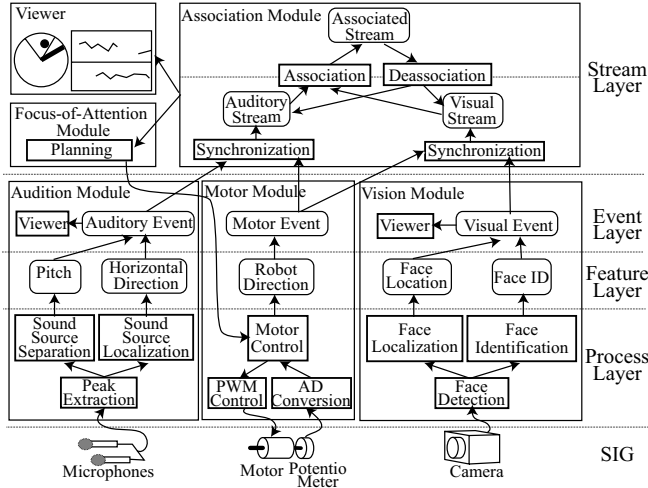 Viewer
Association Module
Associated
Stream
Association
Deassociation
Stream
Layer
Auditory
Stream
Visual
Stream
Focus-of-Attention
Module
Planning
Synchronization
Synchronization
Audition Module
Motor Module
Vision Module
Viewer
Auditory Event
Motor Event
Viewer
Visual Event
Event
Layer
Pitch
Horizontal
Direction
Robot
Direction
Face
Location
Face ID
Feature
Layer
Sound
Source
Separation
Sound
Source
Localization
Motor
Control
Face
Localization
Face
Identification
Process
Layer
Peak
Extraction
PWM
Control
AD
Conversion
Face
Detection
Microphones
Motor
Potentio
Meter
Camera
SIG